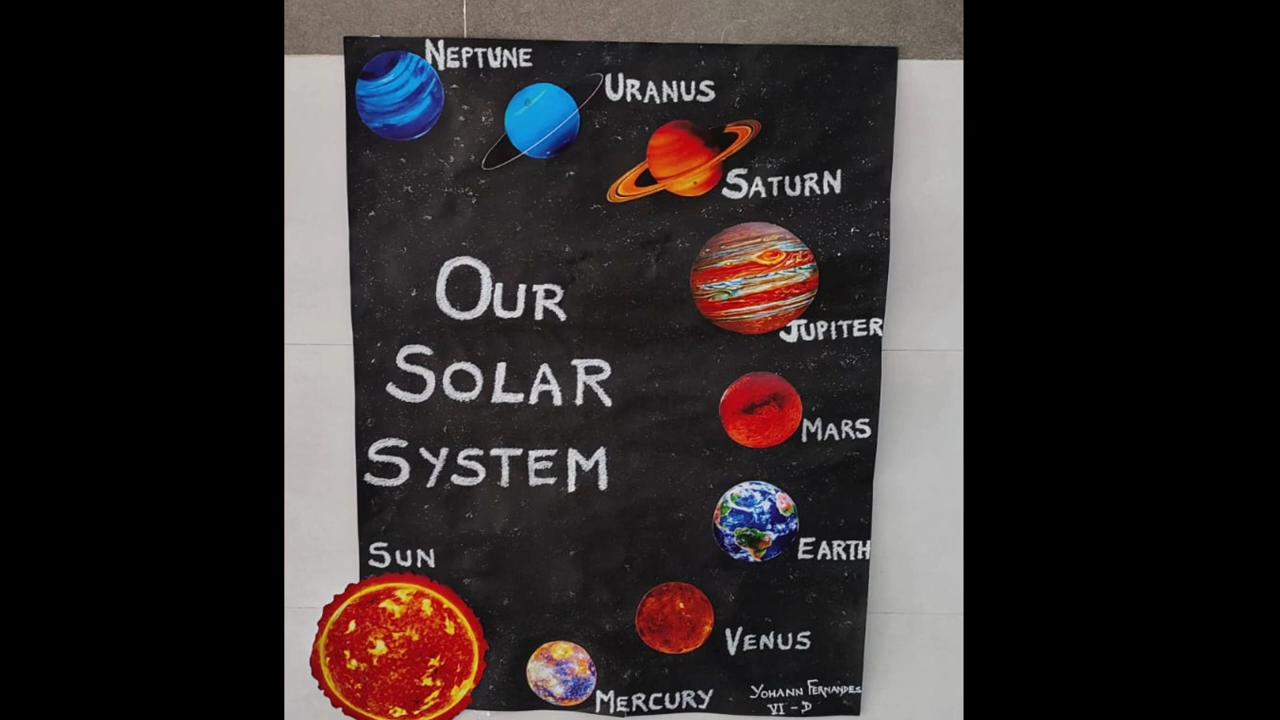 NEPTUNE
URANUS
SATURN
JUPITER
OUR
SOLAR
SYSTEM
MARS
EARTH
SUN
VENUS
MERCURY
YOHANN FERNANDES
VI - D